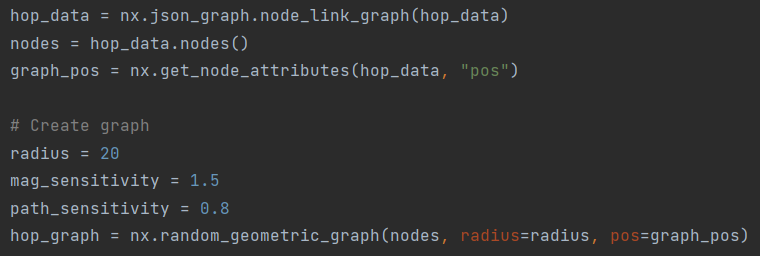 hop_data = nx.json_graph.node_link_graph(hop_data)
nodes = hop_data.nodes()
graph_pos = nx.get_node_attributes(hop_data, "pos")
# Create graph
radius = 20
mag_sensitivity = 1.5
path_sensitivity = 0.8
hop_graph = nx.random_geometric_graph(nodes, radius=radius, pos=graph_pos)